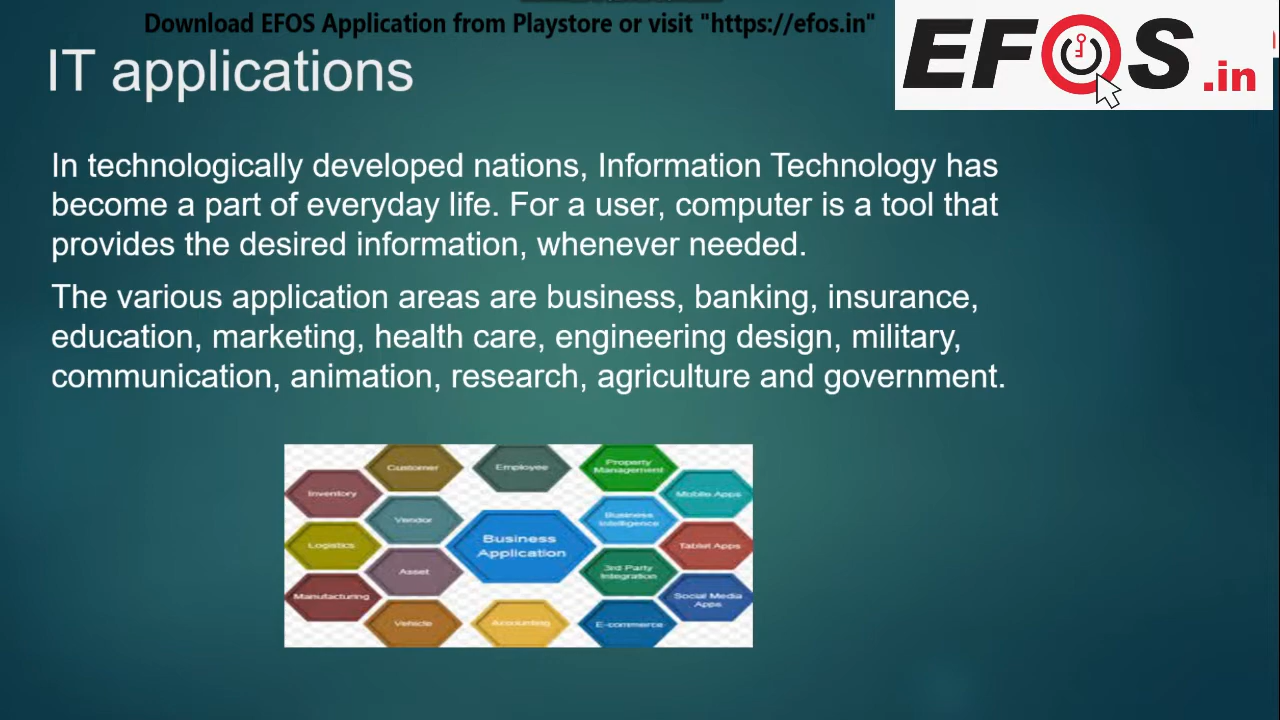 Download EFOS Application from Playstore or visit "https://efos.in"
EFOS.in
IT applications
In technologically developed nations, Information Technology has
become a part of everyday life. For a user, computer is a tool that
provides the desired information, whenever needed.
The various application areas are business, banking, insurance,
education, marketing, health care, engineering design, military,
communication, animation, research, agriculture and government.
Customer
Employee
Property
Management
Inventory
Mobile Apps
Vendor
Business
Intelligence
Business
Application
Logistics
Tablet Apps
Asset
3rd Party
Integration
Manufacturing
Social Media
Apps
Vehicle
Accounting
E-commerce